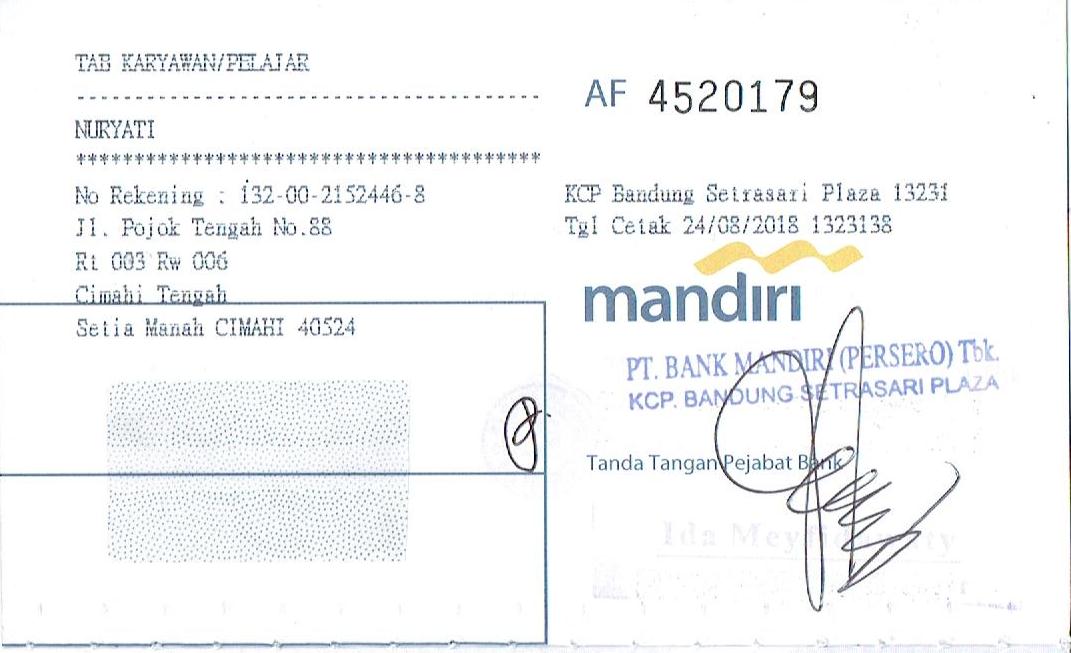 TAB KARYAWAN/PELAJAR
----------------------------------------
NURYATI
****************************************
No Rekening : 132-00-2152446-8
Jl. Pojok Tengah No.88
Rt 003 Rw 006
Cimahi Tengah
Setia Manah CIMAHI 40524
AF 4520179
KCP Bandung Setrasari Plaza 13231
Tgl Cetak 24/08/2018 1323138
mandiri
PT. BANK MANDIRI (PERSERO) Tbk.
KCP. BANDUNG SETRASARI PLAZA
Tanda Tangan Pejabat Bank
Ida